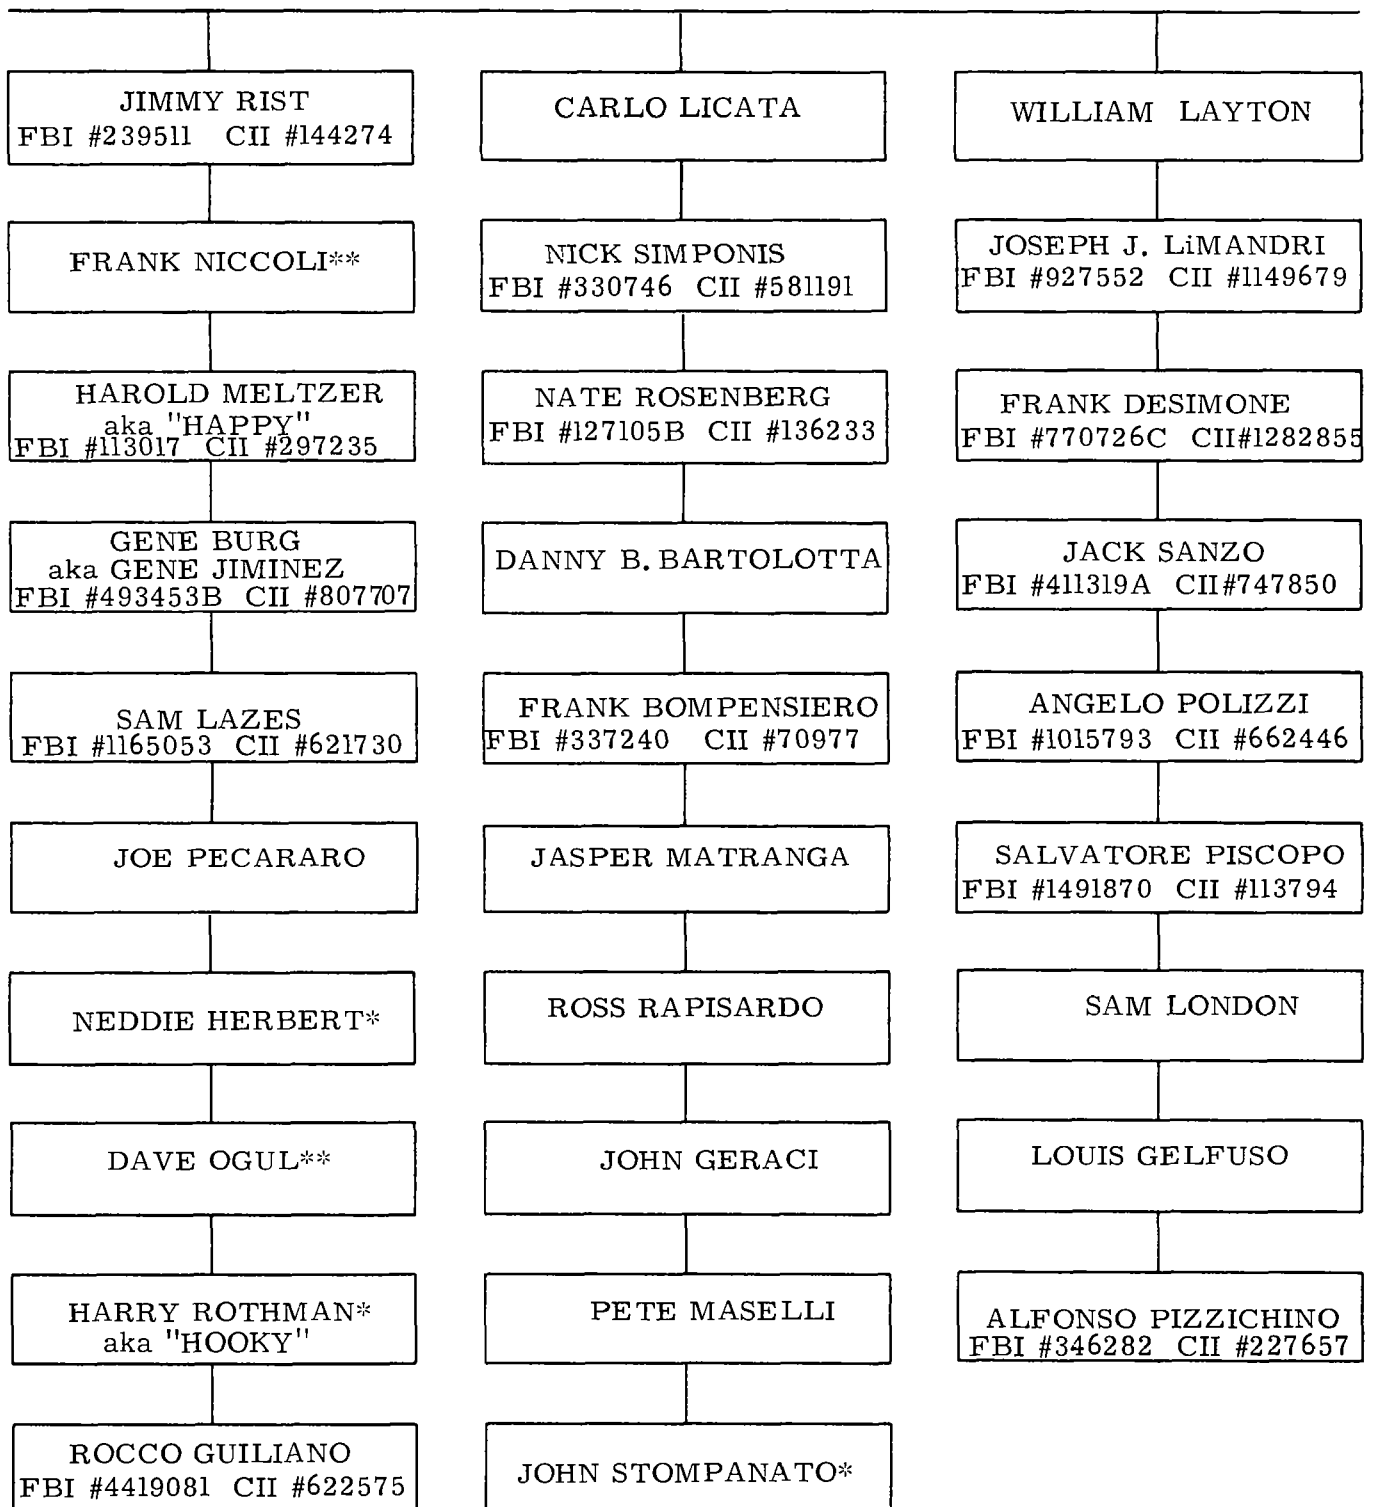 JIMMY RIST
FBI #239511 CII #144274
FRANK NICCOLI**
HAROLD MELTZER
aka "HAPPY"
FBI #113017 CII #297235
GENE BURG
aka GENE JIMINEZ
FBI #493453B CII #807707
SAM LAZES
FBI #1165053 CII #621730
JOE PECARARO
NEDDIE HERBERT*
DAVE OGUL**
HARRY ROTHMAN*
aka "HOOKY"
ROCCO GUILIANO
FBI #4419081 CII #622575
CARLO LICATA
NICK SIMPONIS
FBI #330746 CII #581191
NATE ROSENBERG
FBI #127105B CII #136233
DANNY B. BARTOLOTTA
FRANK BOMPENSIERO
FBI #337240 CII #70977
JASPER MATRANGA
ROSS RAPISARDO
JOHN GERACI
PETE MASELLI
JOHN STOMPANATO*
WILLIAM LAYTON
JOSEPH J. LiMANDRI
FBI #927552 CII #1149679
FRANK DESIMONE
FBI #770726C CII#1282855
JACK SANZO
FBI #411319A CII#747850
ANGELO POLIZZI
FBI #1015793 CII #662446
SALVATORE PISCOPO
FBI #1491870 CII #113794
SAM LONDON
LOUIS GELFUSO
ALFONSO PIZZICHINO
FBI #346282 CII #227657